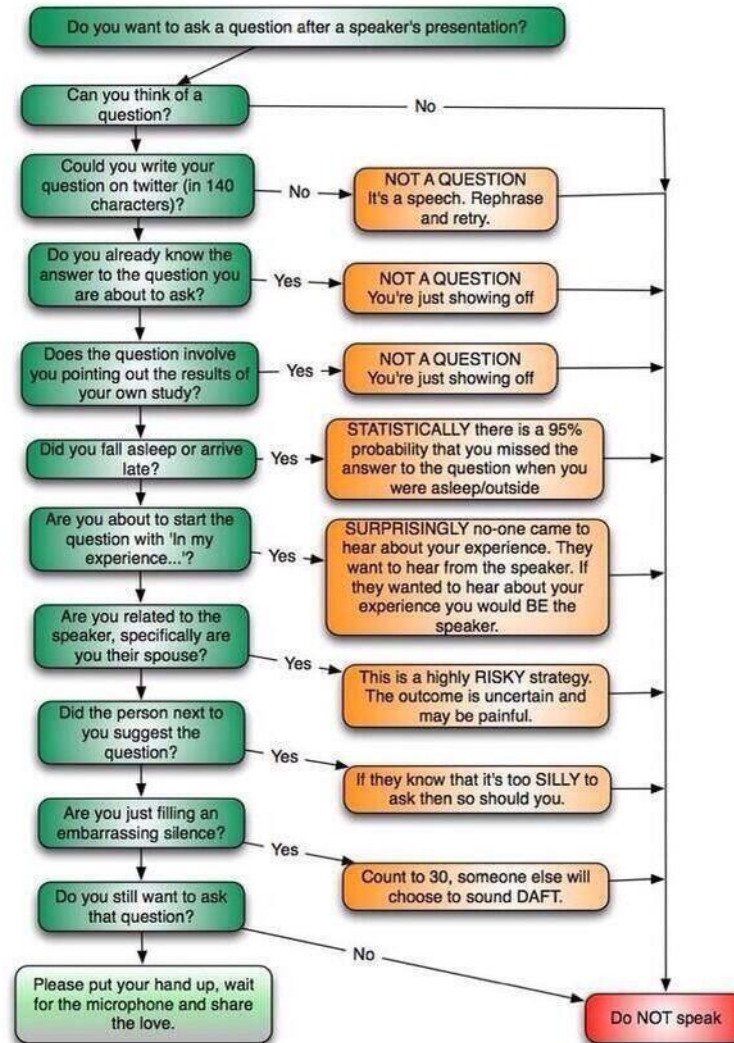 Do you want to ask a question after a speaker's presentation?
Can you think of a
question?
No
Could you write your
question on twitter (in 140
characters)?
No
NOT A QUESTION
It's a speech. Rephrase
and retry.
Do you already know the
answer to the question you
are about to ask?
Yes
NOT A QUESTION
You're just showing off
Does the question involve
you pointing out the results of
your own study?
Yes
NOT A QUESTION
You're just showing off
Did you fall asleep or arrive
late?
Yes
STATISTICALLY there is a 95%
probability that you missed the
answer to the question when you
were asleep/outside
Are you about to start the
question with 'In my
experience...'?
Yes
SURPRISINGLY no-one came to
hear about your experience. They
want to hear from the speaker. If
they wanted to hear about your
experience you would BE the
speaker.
Are you related to the
speaker, specifically are
you their spouse?
Yes
This is a highly RISKY strategy.
The outcome is uncertain and
may be painful.
Did the person next to
you suggest the
question?
Yes
If they know that it's too SILLY to
ask then so should you.
Are you just filling an
embarrassing silence?
Yes
Count to 30, someone else will
choose to sound DAFT.
Do you still want to ask
that question?
No
Please put your hand up, wait
for the microphone and share
the love.
Do NOT speak